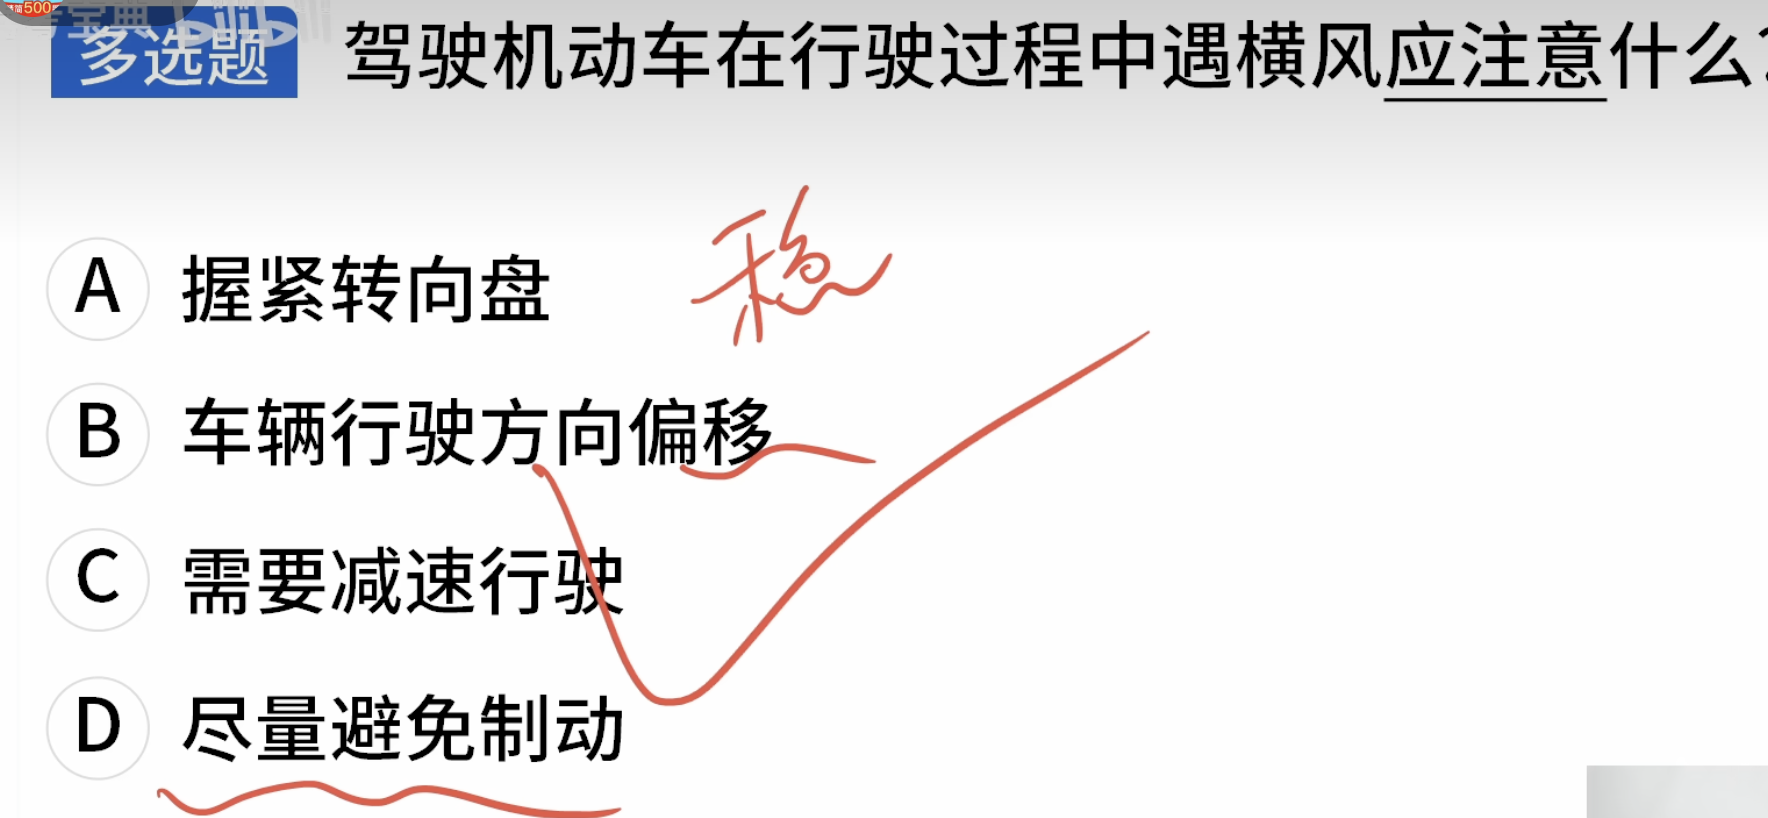 500
宝典
多选题 驾驶机动车在行驶过程中遇横风应注意什么?
稳
A 握紧转向盘
B 车辆行驶方向偏移
C 需要减速行驶
D 尽量避免制动